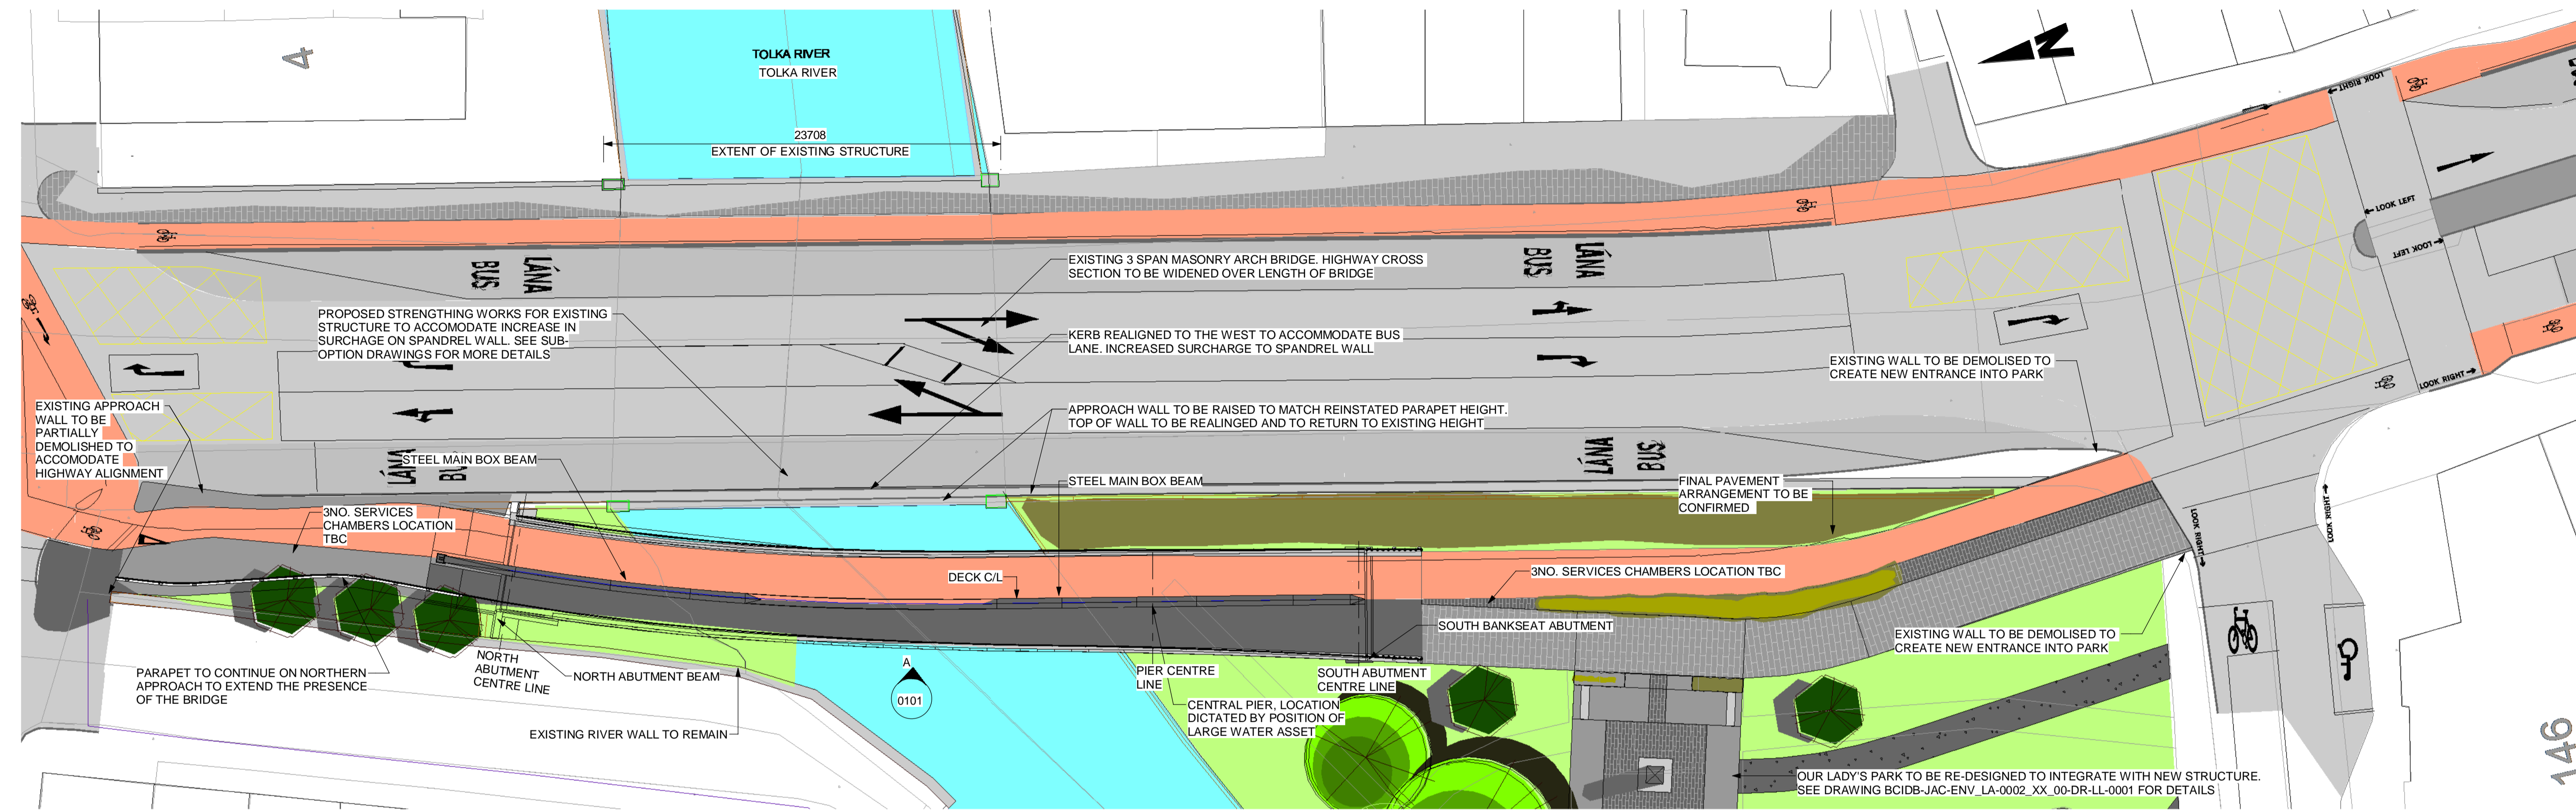 4
TOLKA RIVER
TOLKA RIVER
N
23708
EXTENT OF EXISTING STRUCTURE
LOOK RIGHT
LOOK LEFT
LOOK LEFT
LOOK RIGHT
BUS
LÁNA
BUS
LÁNA
EXISTING 3 SPAN MASONRY ARCH BRIDGE. HIGHWAY CROSS
SECTION TO BE WIDENED OVER LENGTH OF BRIDGE
PROPOSED STRENGTHING WORKS FOR EXISTING
STRUCTURE TO ACCOMODATE INCREASE IN
SURCHAGE ON SPANDREL WALL. SEE SUB-
OPTION DRAWINGS FOR MORE DETAILS
KERB REALIGNED TO THE WEST TO ACCOMMODATE BUS
LANE. INCREASED SURCHARGE TO SPANDREL WALL
EXISTING WALL TO BE DEMOLISED TO
CREATE NEW ENTRANCE INTO PARK
EXISTING APPROACH
WALL TO BE
PARTIALLY
DEMOLISHED TO
ACCOMODATE
HIGHWAY ALIGNMENT
APPROACH WALL TO BE RAISED TO MATCH REINSTATED PARAPET HEIGHT.
TOP OF WALL TO BE REALINGED AND TO RETURN TO EXISTING HEIGHT
LÁNA
BUS
LÁNA
BUS
STEEL MAIN BOX BEAM
STEEL MAIN BOX BEAM
FINAL PAVEMENT
ARRANGEMENT TO BE
CONFIRMED
3NO. SERVICES
CHAMBERS LOCATION
TBC
LOOK RIGHT
LOOK RIGHT
DECK C/L
3NO. SERVICES CHAMBERS LOCATION TBC
SOUTH BANKSEAT ABUTMENT
EXISTING WALL TO BE DEMOLISED TO
CREATE NEW ENTRANCE INTO PARK
PARAPET TO CONTINUE ON NORTHERN
APPROACH TO EXTEND THE PRESENCE
OF THE BRIDGE
NORTH
ABUTMENT
CENTRE LINE
NORTH ABUTMENT BEAM
A
0101
PIER CENTRE
LINE
SOUTH ABUTMENT
CENTRE LINE
CENTRAL PIER, LOCATION
DICTATED BY POSITION OF
LARGE WATER ASSET
EXISTING RIVER WALL TO REMAIN
146
OUR LADY'S PARK TO BE RE-DESIGNED TO INTEGRATE WITH NEW STRUCTURE.
SEE DRAWING BCIDB-JAC-ENV_LA-0002_XX_00-DR-LL-0001 FOR DETAILS